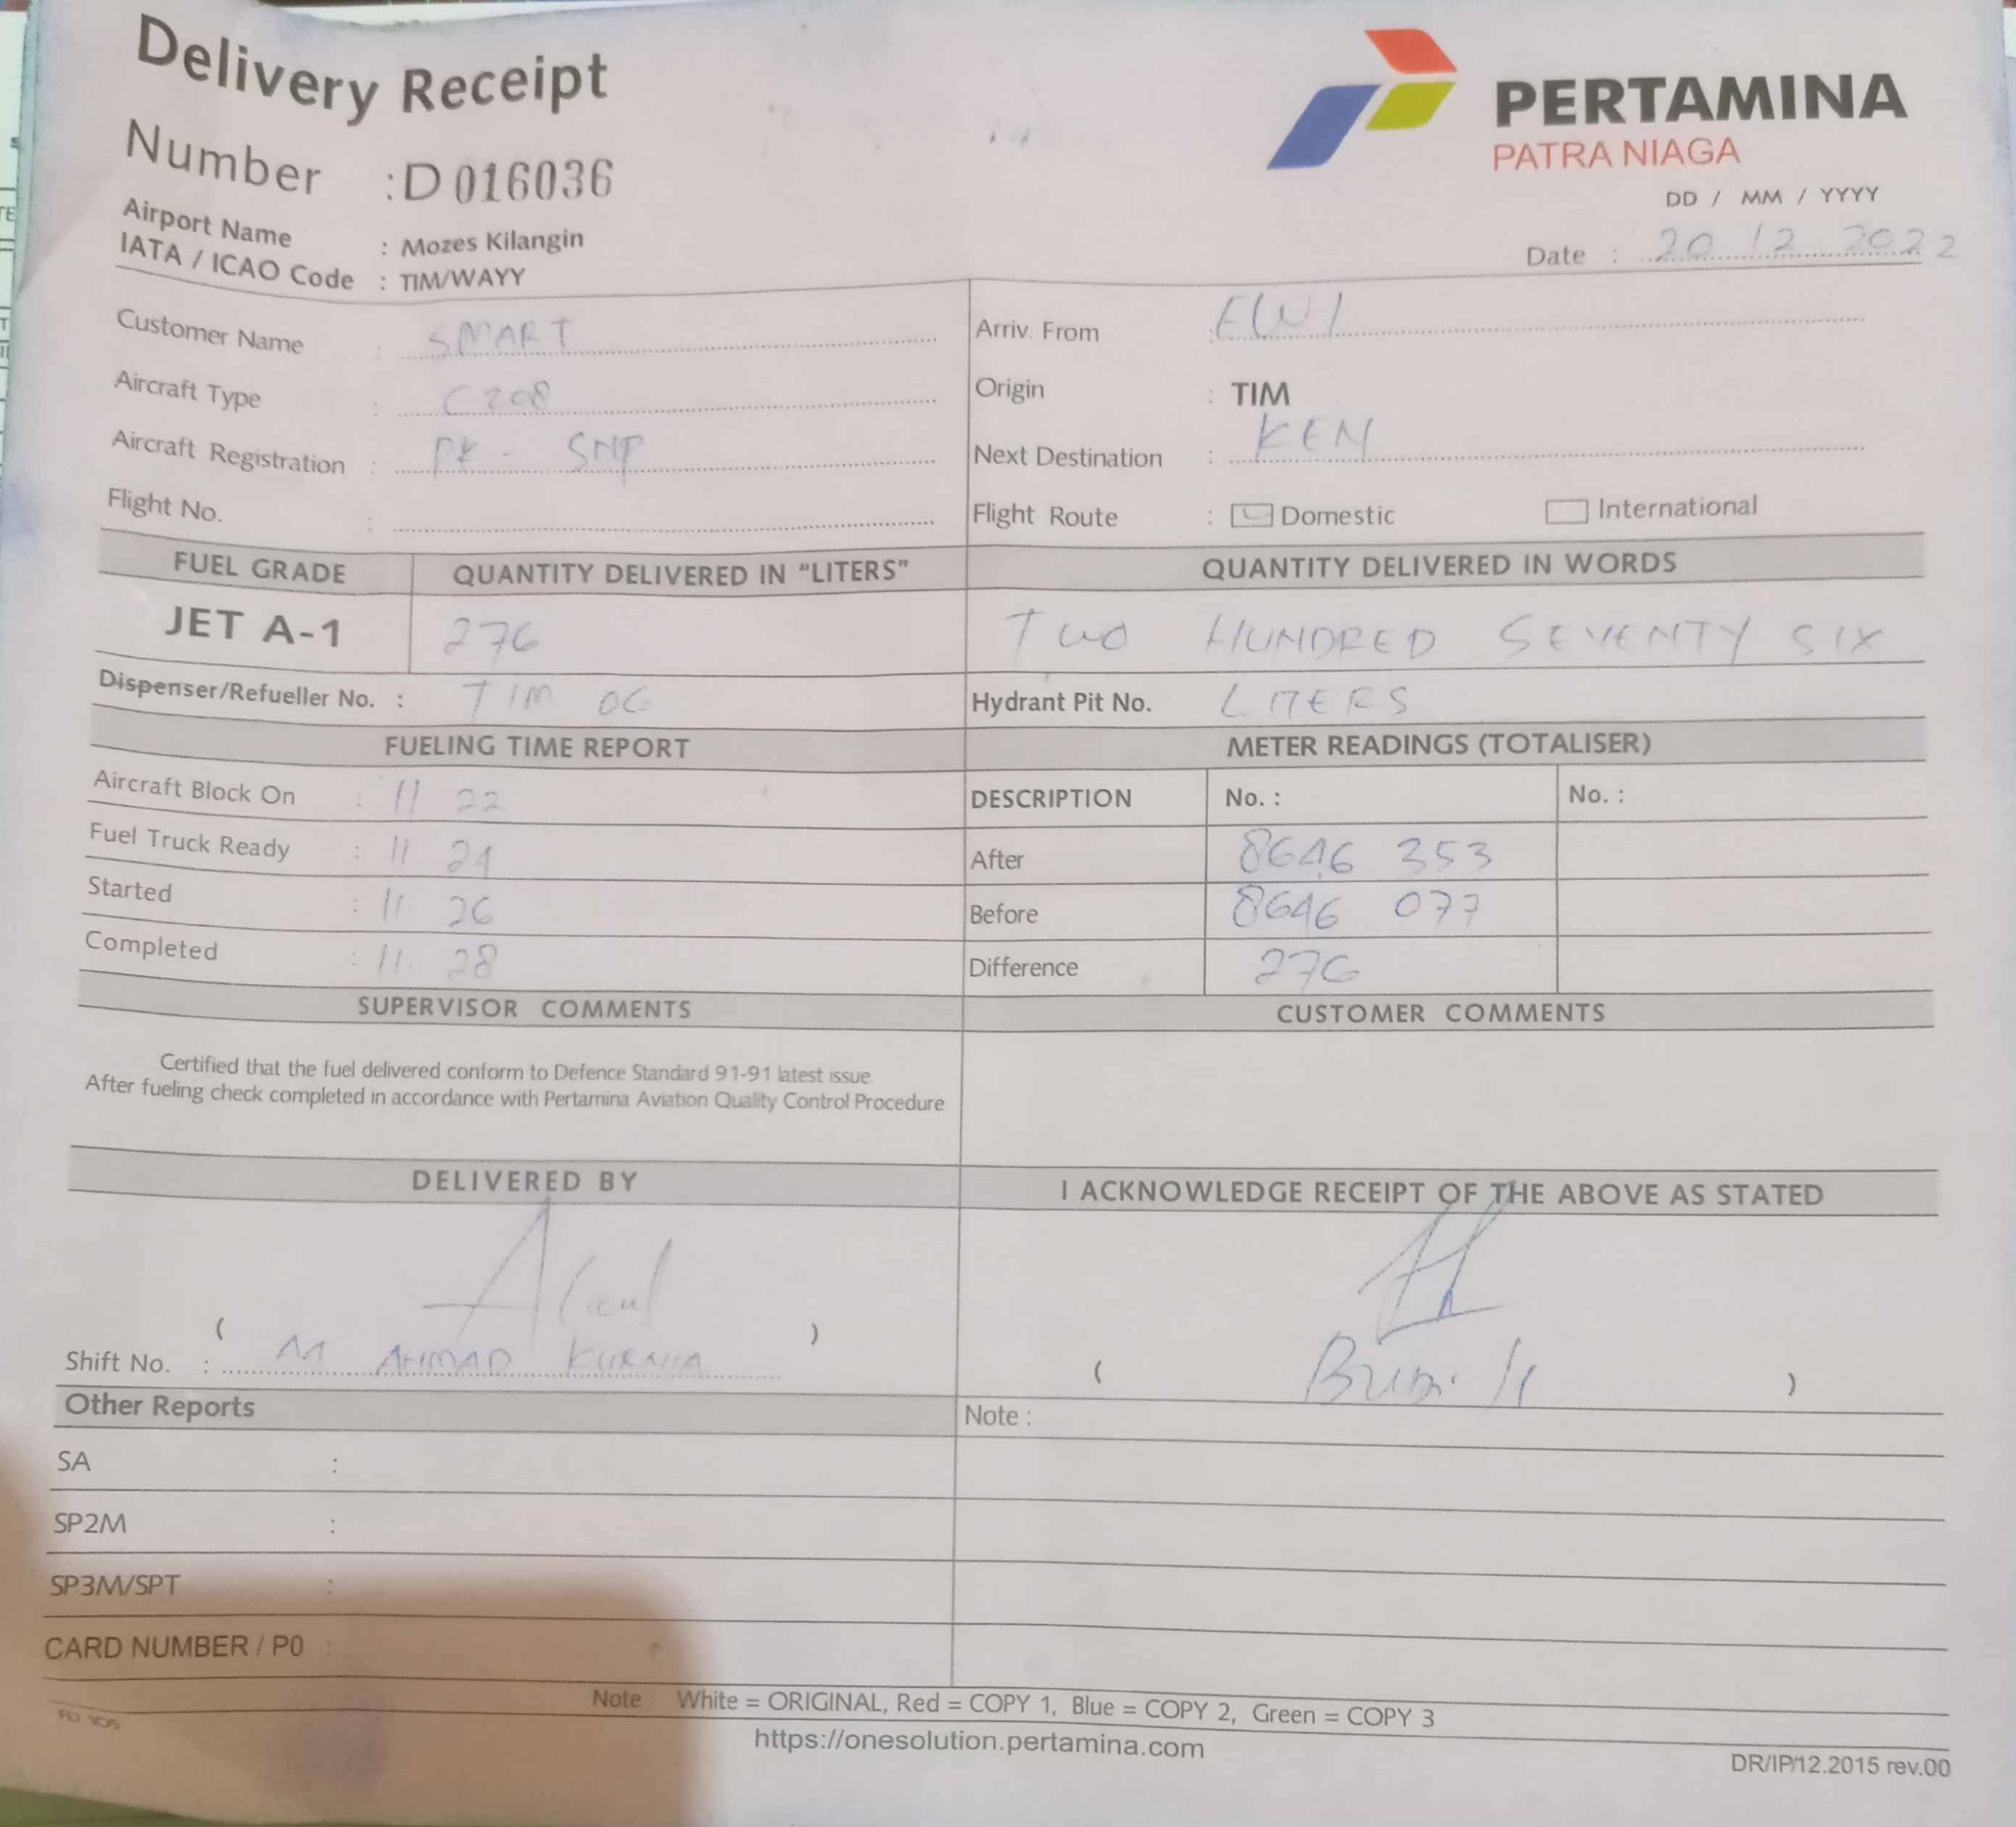 Delivery Receipt
PERTAMINA
PATRA NIAGA
Number : D 016036
DD / MM / YYYY
Date : 20 12 2022
Airport Name : Mozes Kilangin
IATA / ICAO Code : TIM/WAYY
Customer Name : SMART
Arriv. From : EWI
Aircraft Type : C 208
Origin : TIM
Aircraft Registration : PK - SNP
Next Destination : KEN
Flight No. :
Flight Route : Domestic International
FUEL GRADE QUANTITY DELIVERED IN “LITERS” QUANTITY DELIVERED IN WORDS
JET A-1 276 TWO HUNDRED SEVENTY SIX
Dispenser/Refueller No. : TIM 06 Hydrant Pit No. LITERS
FUELING TIME REPORT METER READINGS (TOTALISER)
Aircraft Block On : 11 22 DESCRIPTION No. : No. :
Fuel Truck Ready : 11 24 After 8646 353
Started : 11. 26 Before 8646 077
Completed : 11. 28 Difference 276
SUPERVISOR COMMENTS CUSTOMER COMMENTS
Certified that the fuel delivered conform to Defence Standard 91-91 latest issue.
After fueling check completed in accordance with Pertamina Aviation Quality Control Procedure
DELIVERED BY I ACKNOWLEDGE RECEIPT OF THE ABOVE AS STATED
( )
Shift No. : M AHMAD KURNIA
( )
Other Reports Note :
SA :
SP2M :
SP3M/SPT :
CARD NUMBER / P0 :
Note : White = ORIGINAL, Red = COPY 1, Blue = COPY 2, Green = COPY 3
FD 105
https://onesolution.pertamina.com
DR/IP/12.2015 rev.00